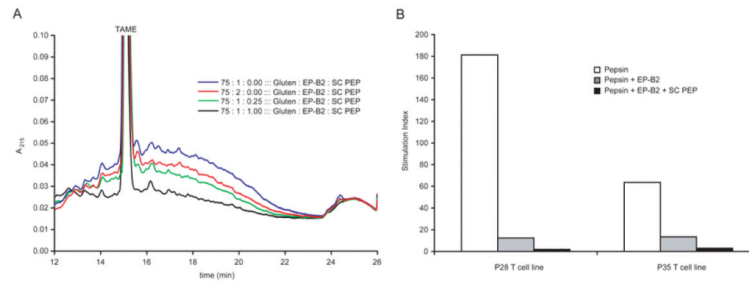 A
TAME
0.10
0.09
0.08
0.07
0.06
0.05
0.04
0.03
0.02
0.01
0.00
A215
75 : 1 : 0.00 ::: Gluten : EP-B2 : SC PEP
75 : 2 : 0.00 ::: Gluten : EP-B2 : SC PEP
75 : 1 : 0.25 ::: Gluten : EP-B2 : SC PEP
75 : 1 : 1.00 ::: Gluten : EP-B2 : SC PEP
12 14 16 18 20 22 24 26
time (min)
B
200
180
160
140
120
100
80
60
40
20
0
Stimulation Index
Pepsin
Pepsin + EP-B2
Pepsin + EP-B2 + SC PEP
P28 T cell line P35 T cell line